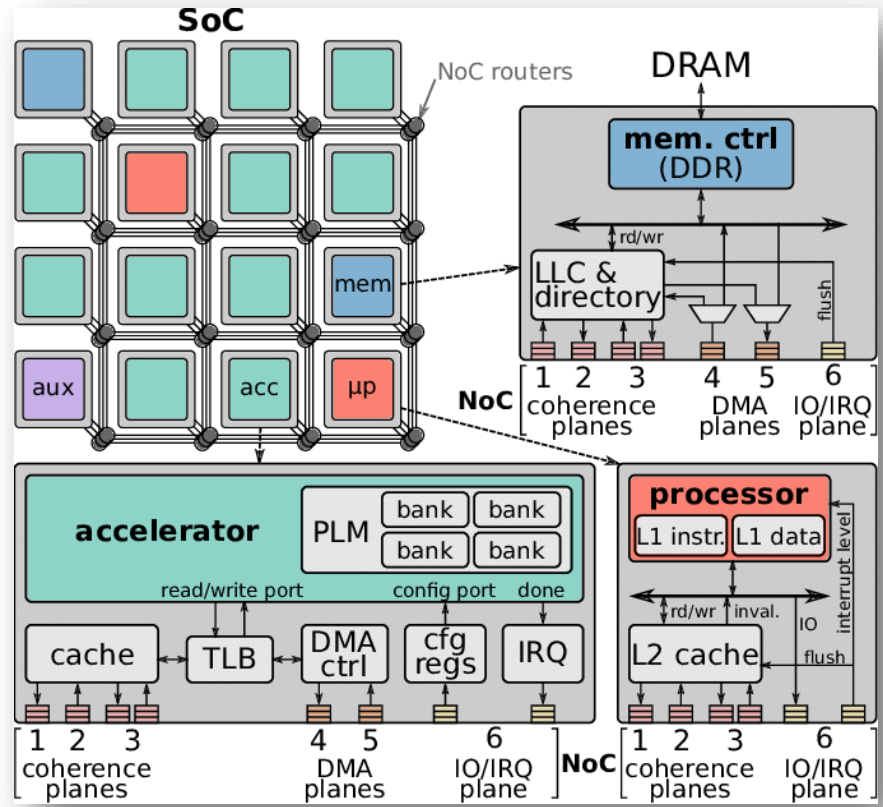 SoC
NoC routers
mem
aux
acc
μp
DRAM
mem. ctrl
(DDR)
rd/wr
LLC &
directory
flush
NoC
1 2 3 4 5 6
coherence planes
DMA planes
IO/IRQ plane
accelerator
PLM
bank bank
bank bank
read/write port
config port
done
cache
TLB
DMA ctrl
cfg regs
IRQ
1 2 3 4 5 6
coherence planes
DMA planes
IO/IRQ plane
NoC
processor
L1 instr.
L1 data
interrupt level
rd/wr
inval.
IO
L2 cache
flush
1 2 3 6
coherence planes
IO/IRQ plane